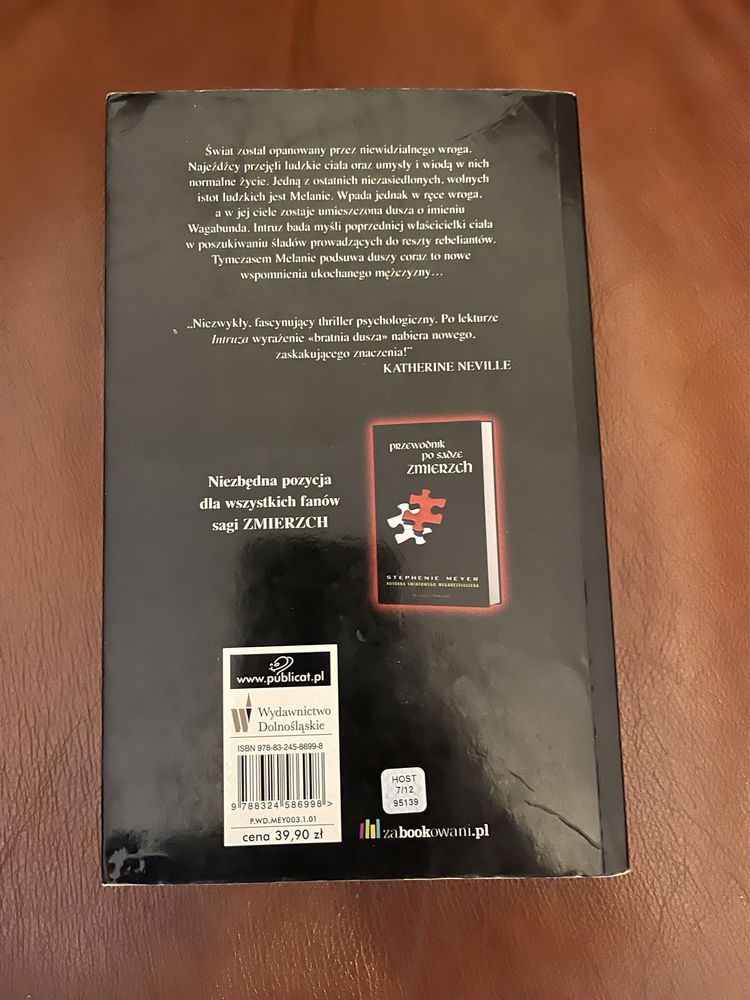 Świat został opanowany przez niewidzialnego wroga.
Najeźdźcy przejęli ludzkie ciała oraz umysły i wiodą w nich
normalne życie. Jedną z ostatnich niezasiedlonych, wolnych
istot ludzkich jest Melanie. Wpada jednak w ręce wroga,
a w jej ciele zostaje umieszczona dusza o imieniu
Wagabunda. Intruz bada myśli poprzedniej właścicielki ciała
w poszukiwaniu śladów prowadzących do reszty rebeliantów.
Tymczasem Melanie podsuwa duszy coraz to nowe
wspomnienia ukochanego mężczyzny…
„Niezwykły, fascynujący thriller psychologiczny. Po lekturze
Intruza wyrażenie «bratnia dusza» nabiera nowego,
zaskakującego znaczenia!”
KATHERINE NEVILLE
Niezbędna pozycja
dla wszystkich fanów
sagi ZMIERZCH
PRZEWODNIK
PO SADZE
ZMIERZCH
STEPHENIE MEYER
AUTORKA ŚWIATOWEGO MEGABESTSELLERA
www.publicat.pl
Wydawnictwo
Dolnośląskie
ISBN 978-83-245-8699-8
9 788324 586998 >
P.WD.MEY003.1.01
cena 39,90 zł
HOST
7/12
95139
zabookowani.pl